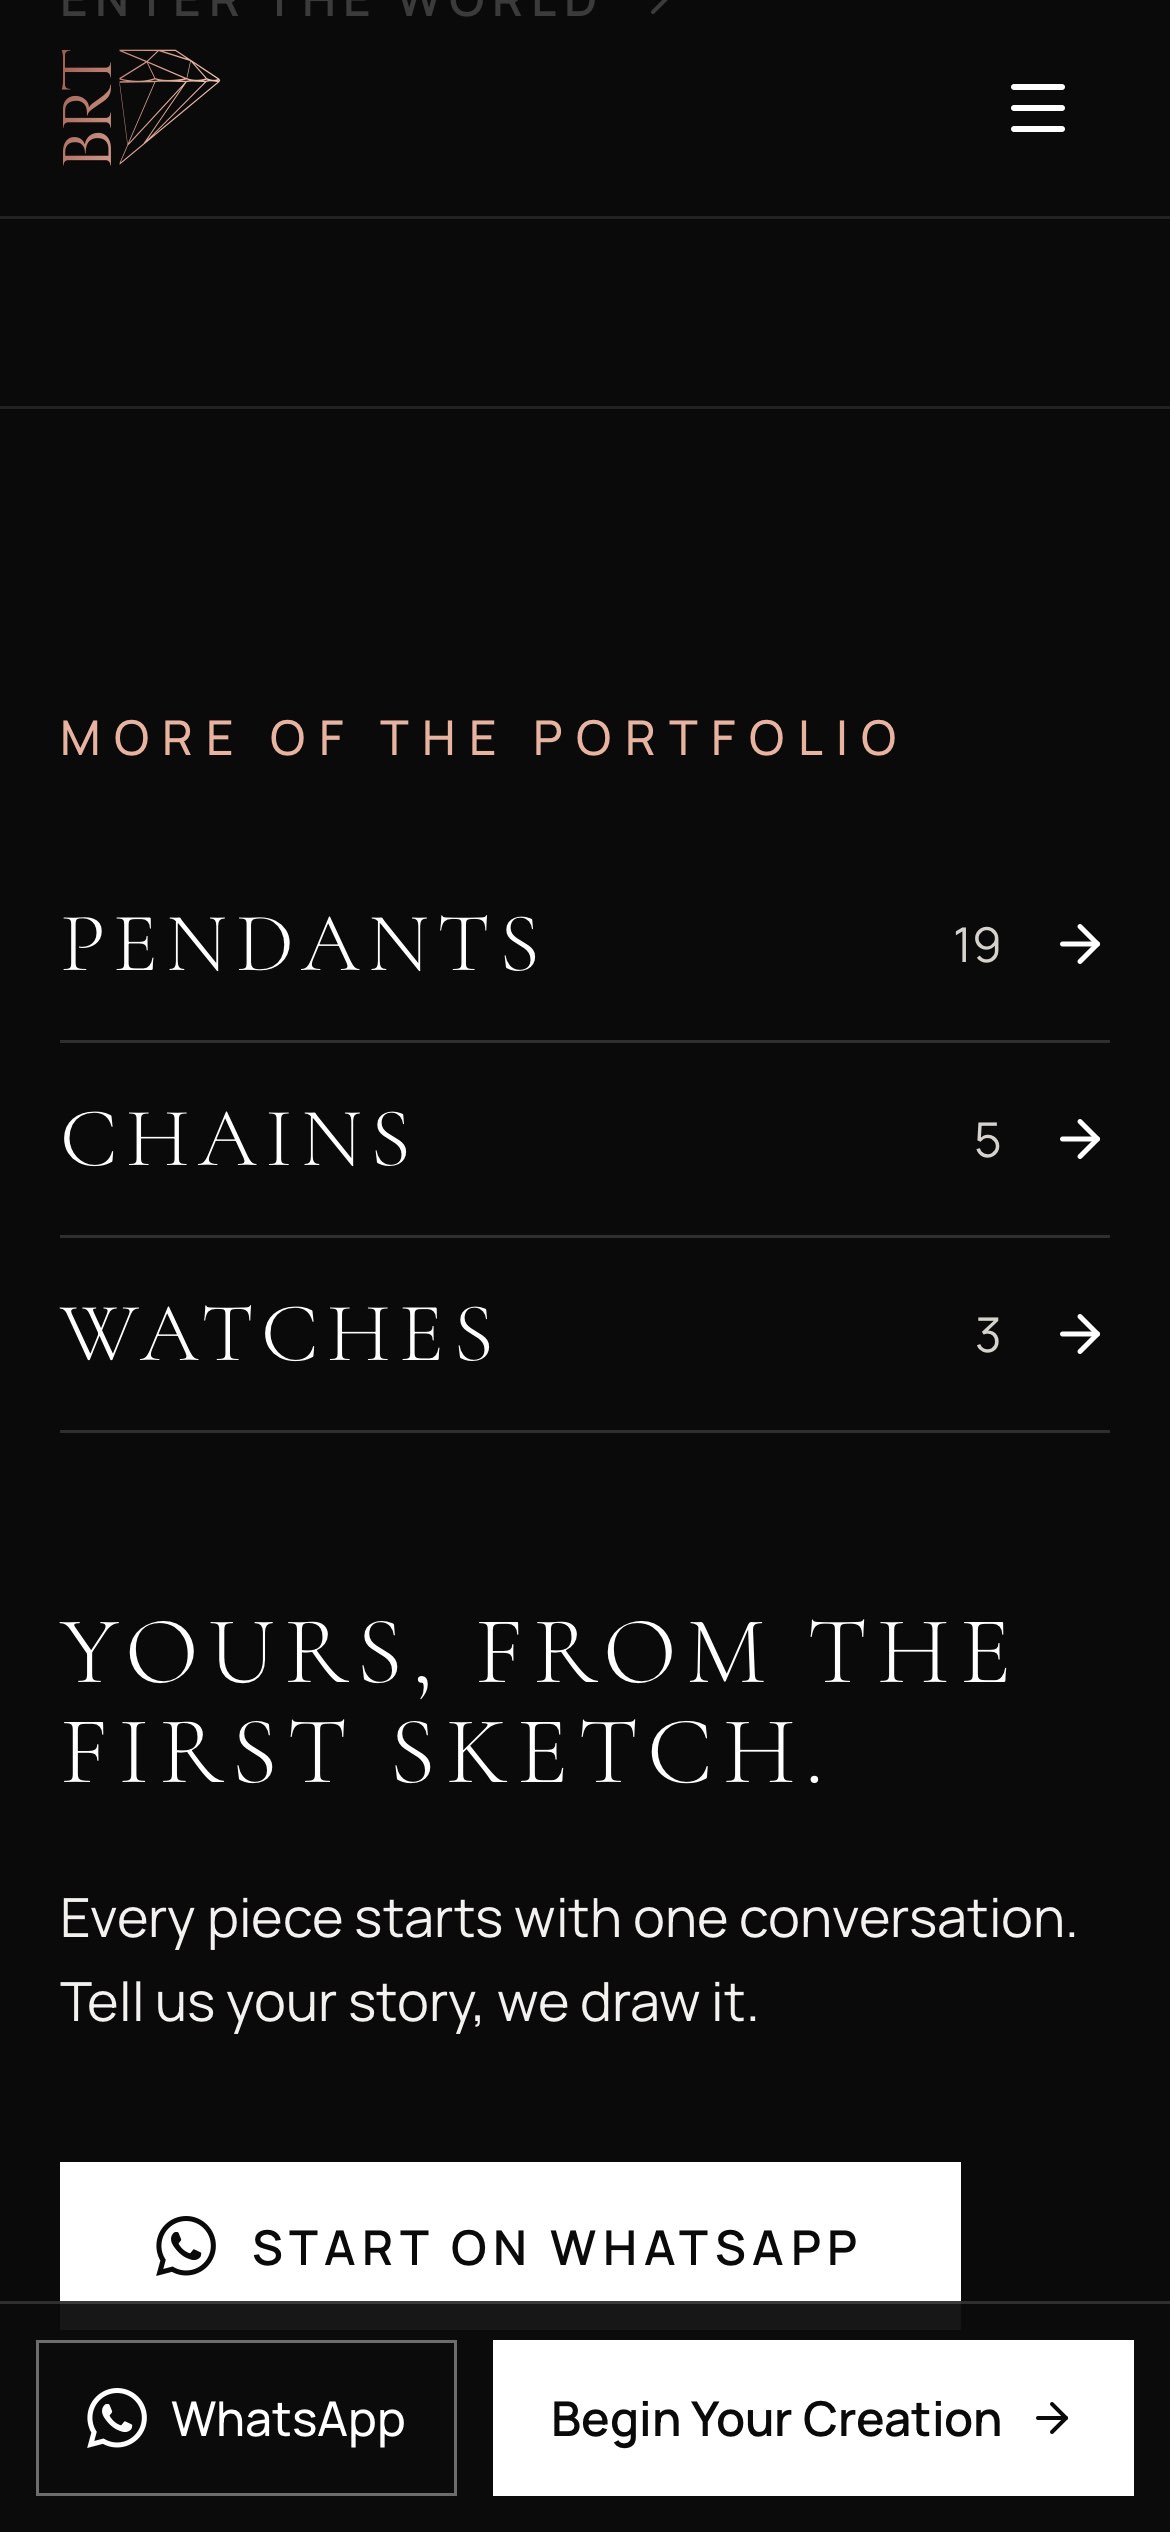 ENTER THE WORLD
BRT
MORE OF THE PORTFOLIO
PENDANTS 19
CHAINS 5
WATCHES 3
YOURS, FROM THE
FIRST SKETCH.
Every piece starts with one conversation.
Tell us your story, we draw it.
START ON WHATSAPP
WhatsApp
Begin Your Creation